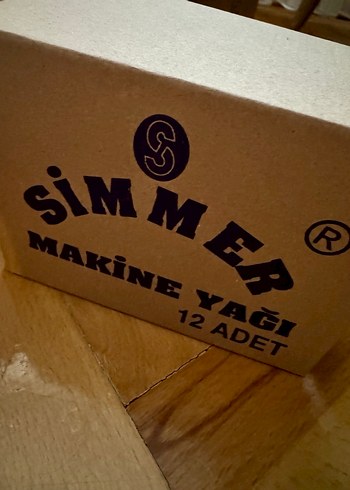 S
SİMMER ®
MAKİNE YAĞI
12 ADET